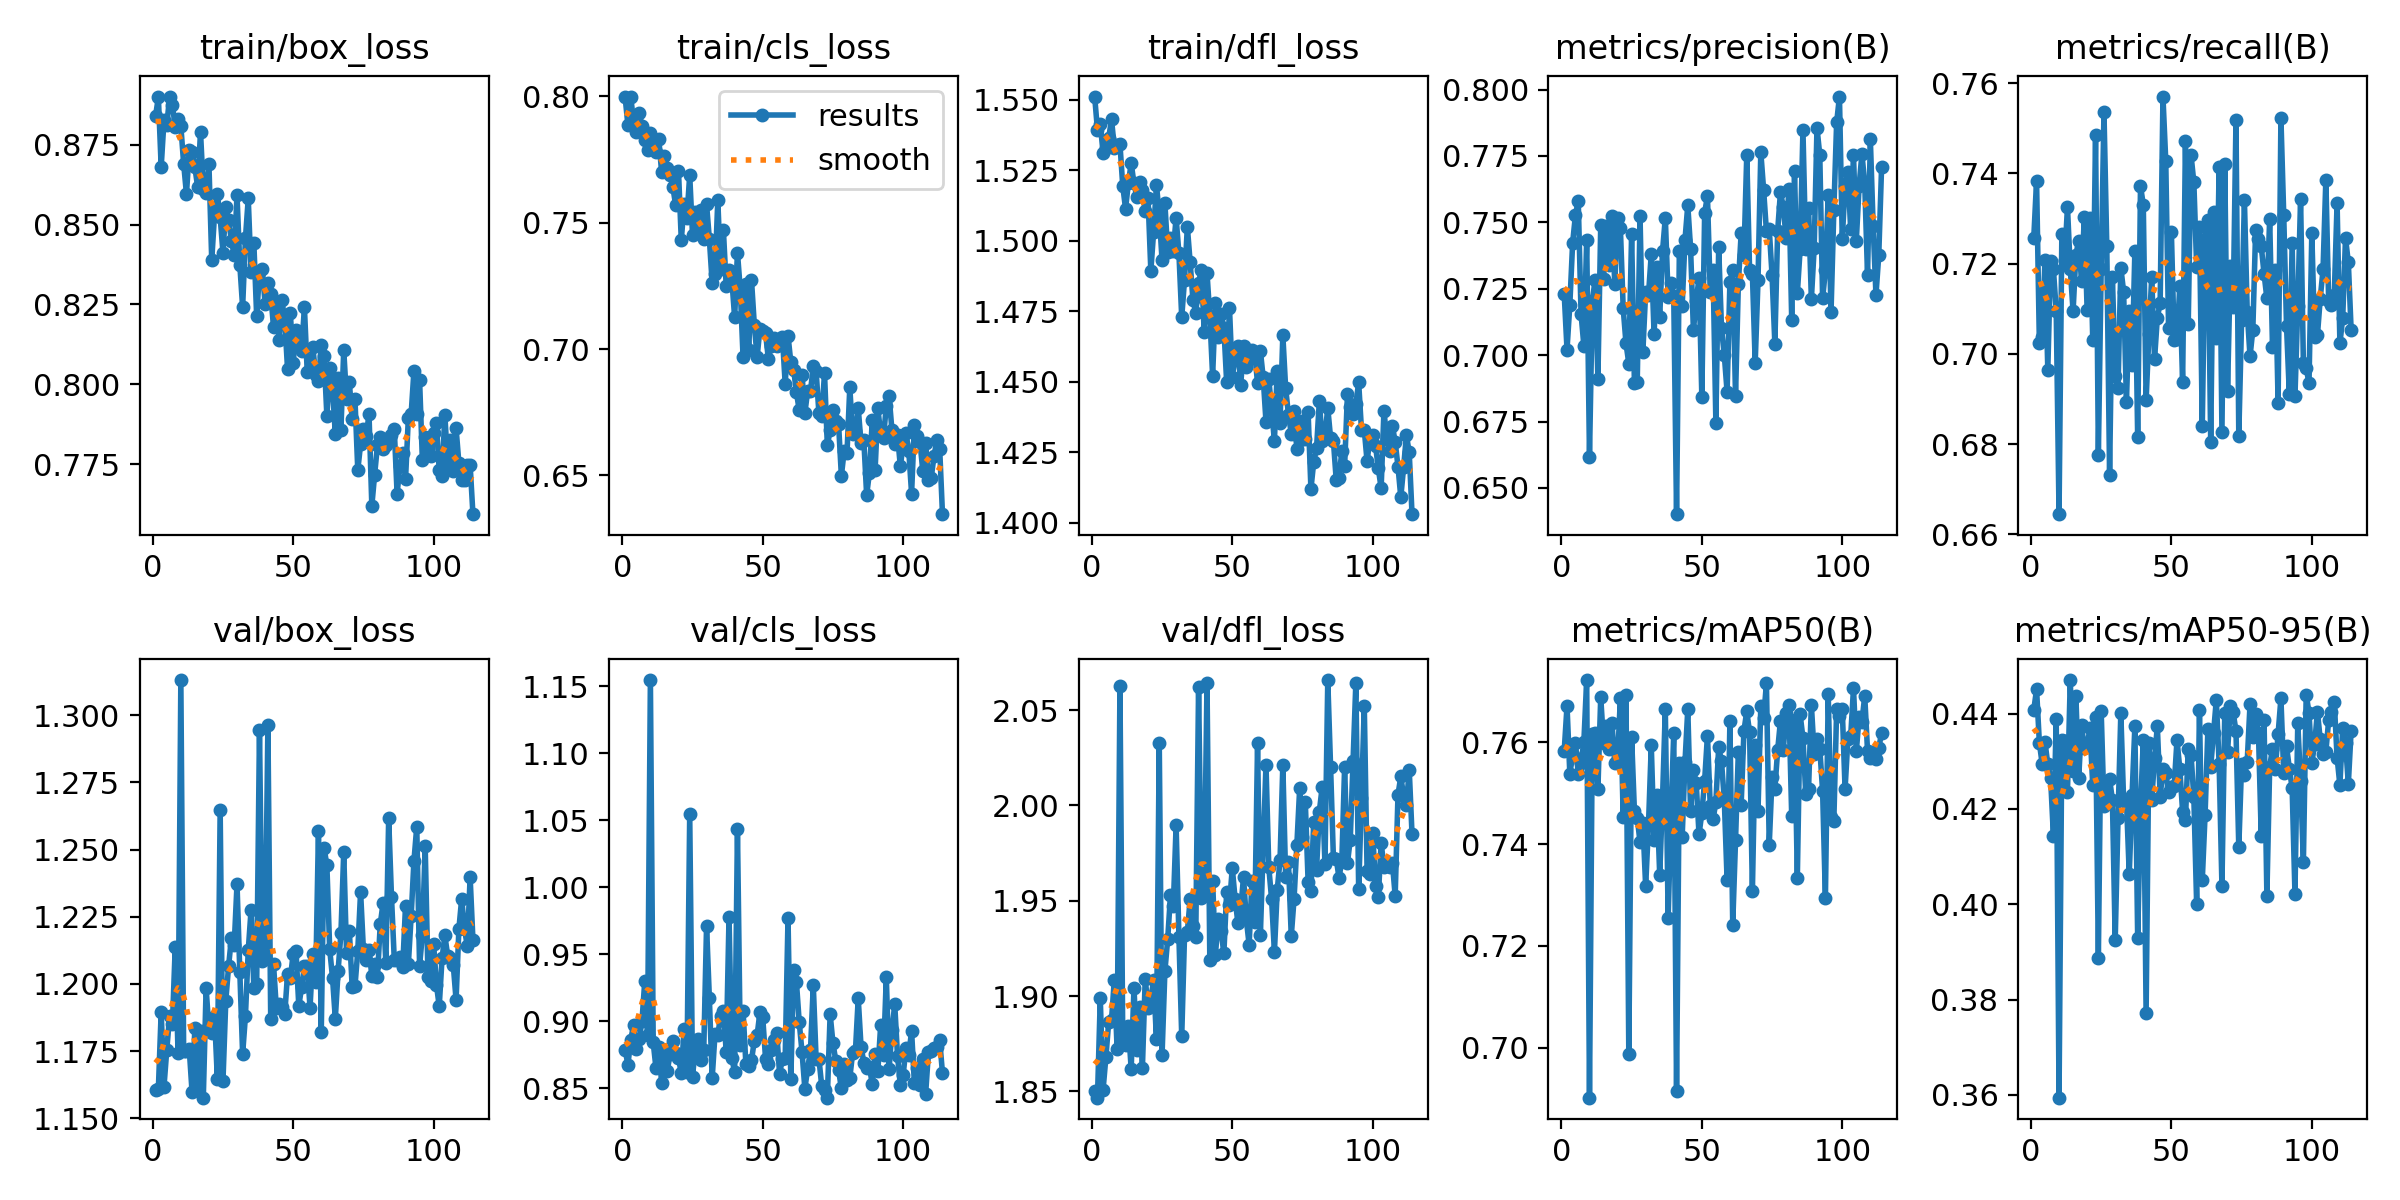 train/box_loss
0.875
0.850
0.825
0.800
0.775
0 50 100
train/cls_loss
0.80
0.75
0.70
0.65
results
smooth
0 50 100
train/dfl_loss
1.550
1.525
1.500
1.475
1.450
1.425
1.400
0 50 100
metrics/precision(B)
0.800
0.775
0.750
0.725
0.700
0.675
0.650
0 50 100
metrics/recall(B)
0.76
0.74
0.72
0.70
0.68
0.66
0 50 100
val/box_loss
1.300
1.275
1.250
1.225
1.200
1.175
1.150
0 50 100
val/cls_loss
1.15
1.10
1.05
1.00
0.95
0.90
0.85
0 50 100
val/dfl_loss
2.05
2.00
1.95
1.90
1.85
0 50 100
metrics/mAP50(B)
0.76
0.74
0.72
0.70
0 50 100
metrics/mAP50-95(B)
0.44
0.42
0.40
0.38
0.36
0 50 100